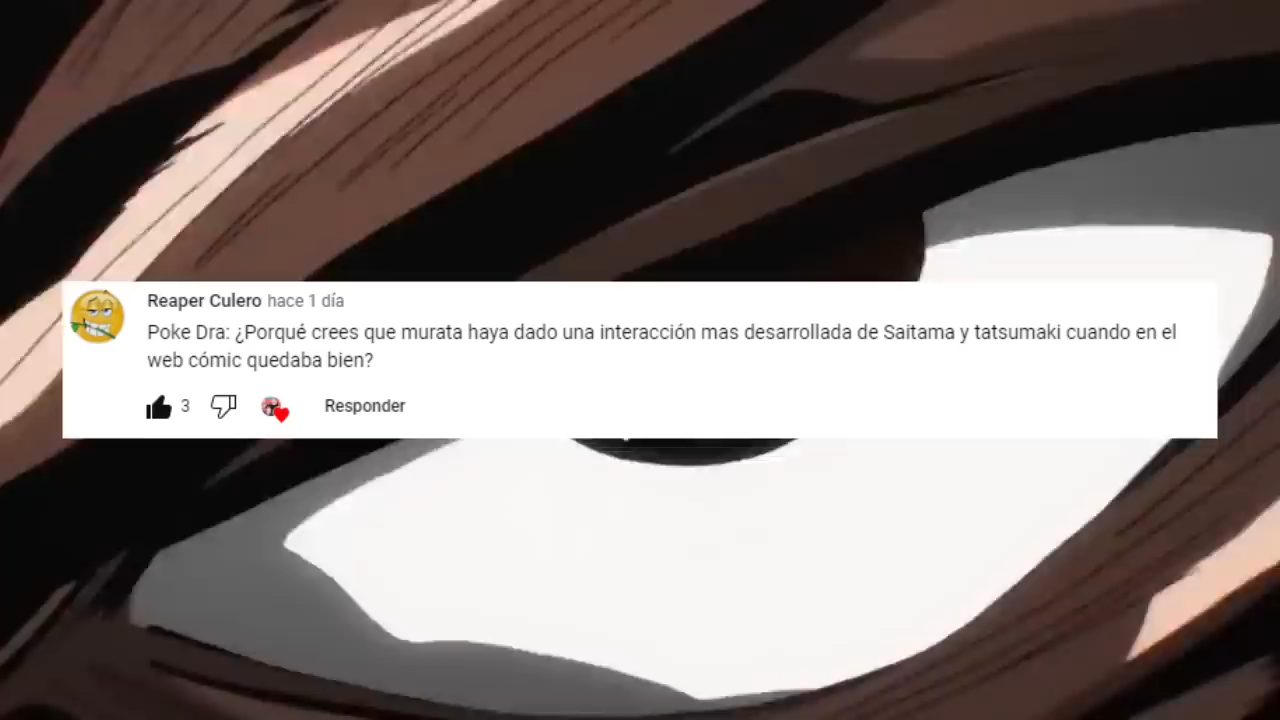 Reaper Culero hace 1 día
Poke Dra: ¿Porqué crees que murata haya dado una interacción mas desarrollada de Saitama y tatsumaki cuando en el
web cómic quedaba bien?
3 Responder